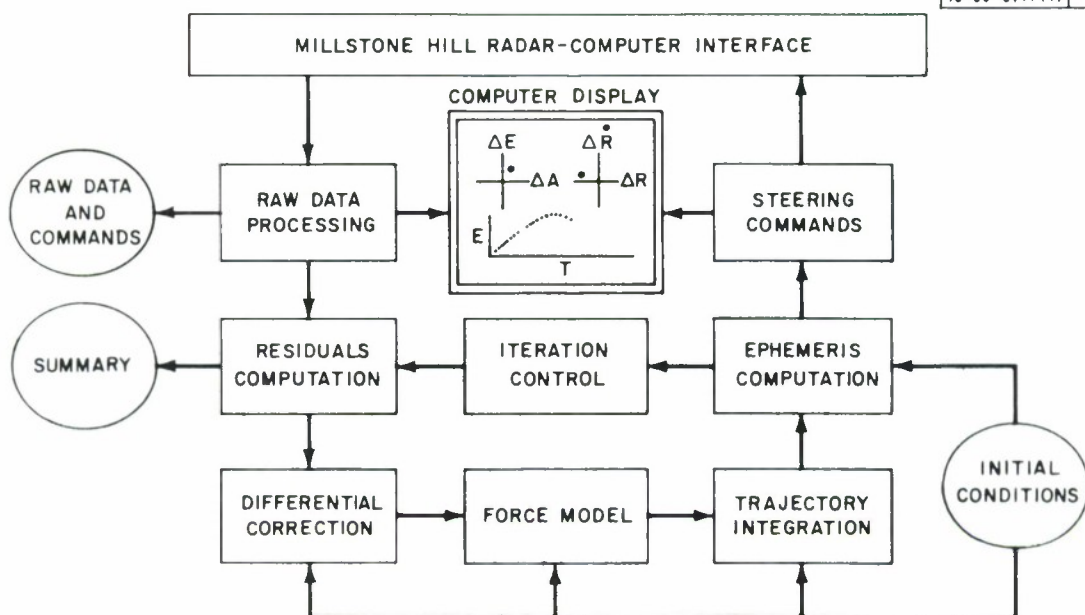 MILLSTONE HILL RADAR-COMPUTER INTERFACE
COMPUTER DISPLAY
ΔE
ΔṘ
ΔA
ΔR
E
T
RAW DATA
AND
COMMANDS
RAW DATA
PROCESSING
STEERING
COMMANDS
SUMMARY
RESIDUALS
COMPUTATION
ITERATION
CONTROL
EPHEMERIS
COMPUTATION
INITIAL
CONDITIONS
DIFFERENTIAL
CORRECTION
FORCE MODEL
TRAJECTORY
INTEGRATION